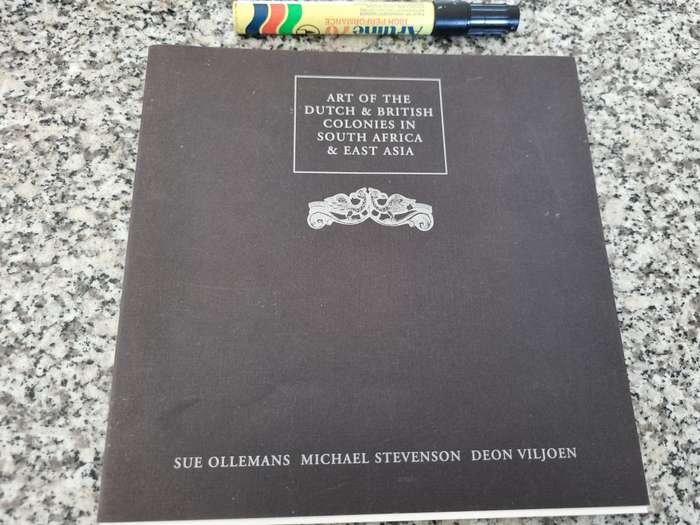 Artline 70
HIGH PERFORMANCE
ART OF THE
DUTCH & BRITISH
COLONIES IN
SOUTH AFRICA
& EAST ASIA
SUE OLLEMANS MICHAEL STEVENSON DEON VILJOEN